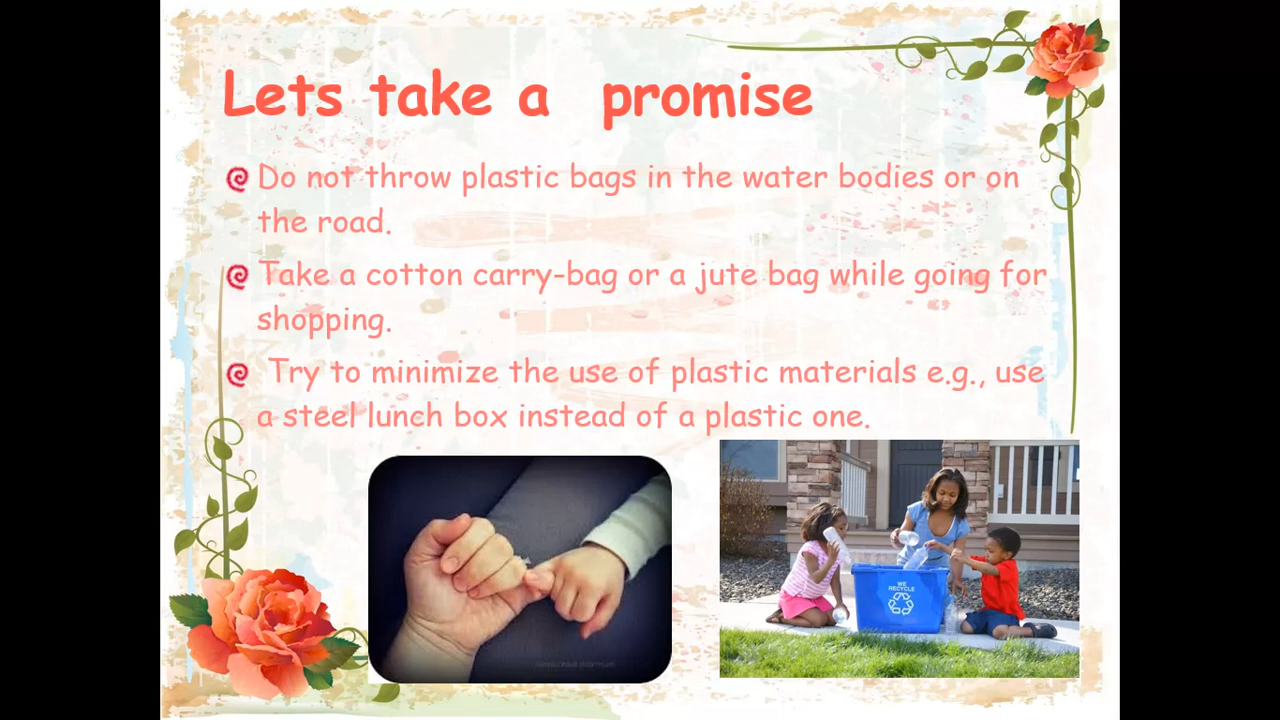 Lets take a promise
Do not throw plastic bags in the water bodies or on
the road.
Take a cotton carry-bag or a jute bag while going for
shopping.
Try to minimize the use of plastic materials e.g., use
a steel lunch box instead of a plastic one.
WE
RECYCLE